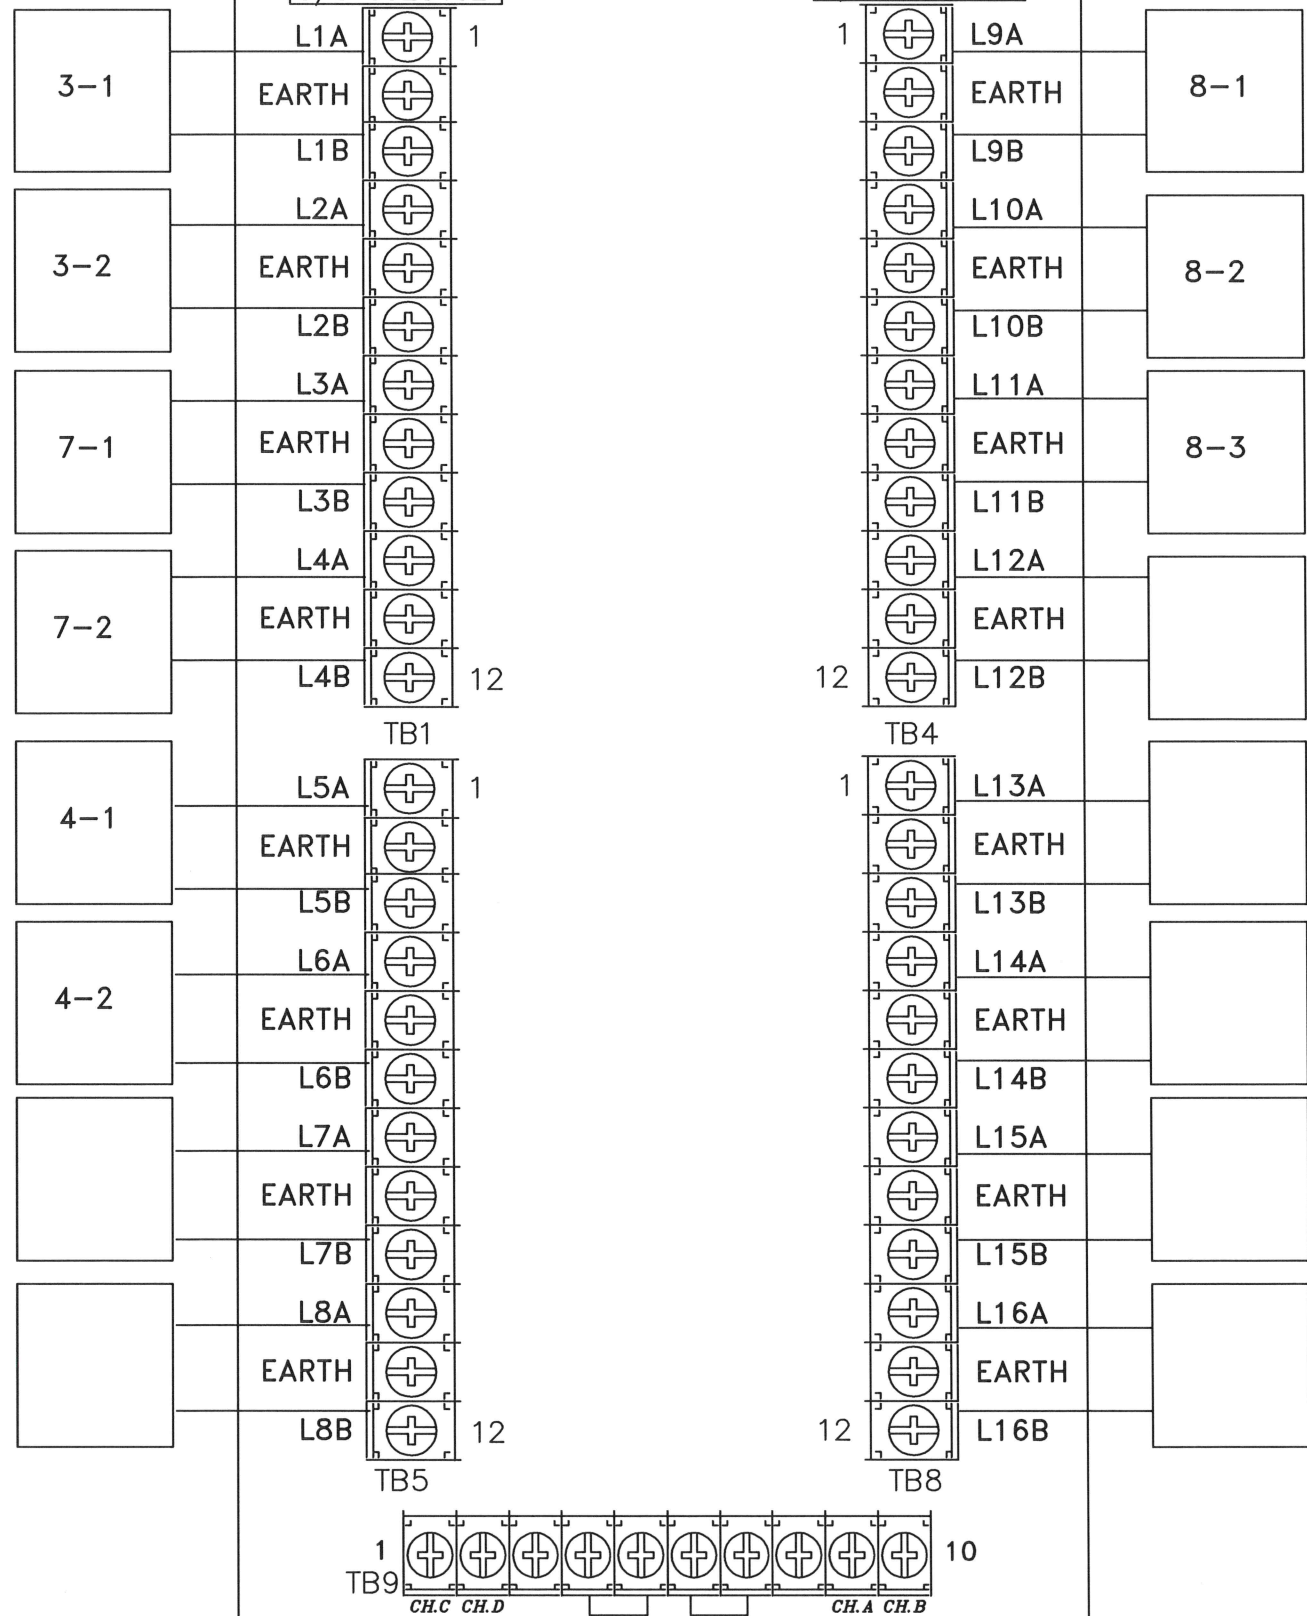 L1A 1 1 L9A
3-1 EARTH EARTH 8-1
L1B L9B
L2A L10A
3-2 EARTH EARTH 8-2
L2B L10B
L3A L11A
7-1 EARTH EARTH 8-3
L3B L11B
L4A L12A
7-2 EARTH EARTH
L4B 12 12 L12B
TB1 TB4
L5A 1 1 L13A
4-1 EARTH EARTH
L5B L13B
L6A L14A
4-2 EARTH EARTH
L6B L14B
L7A L15A
EARTH EARTH
L7B L15B
L8A L16A
EARTH EARTH
L8B 12 12 L16B
TB5 TB8
1 10
TB9
CH.C CH.D CH.A CH.B